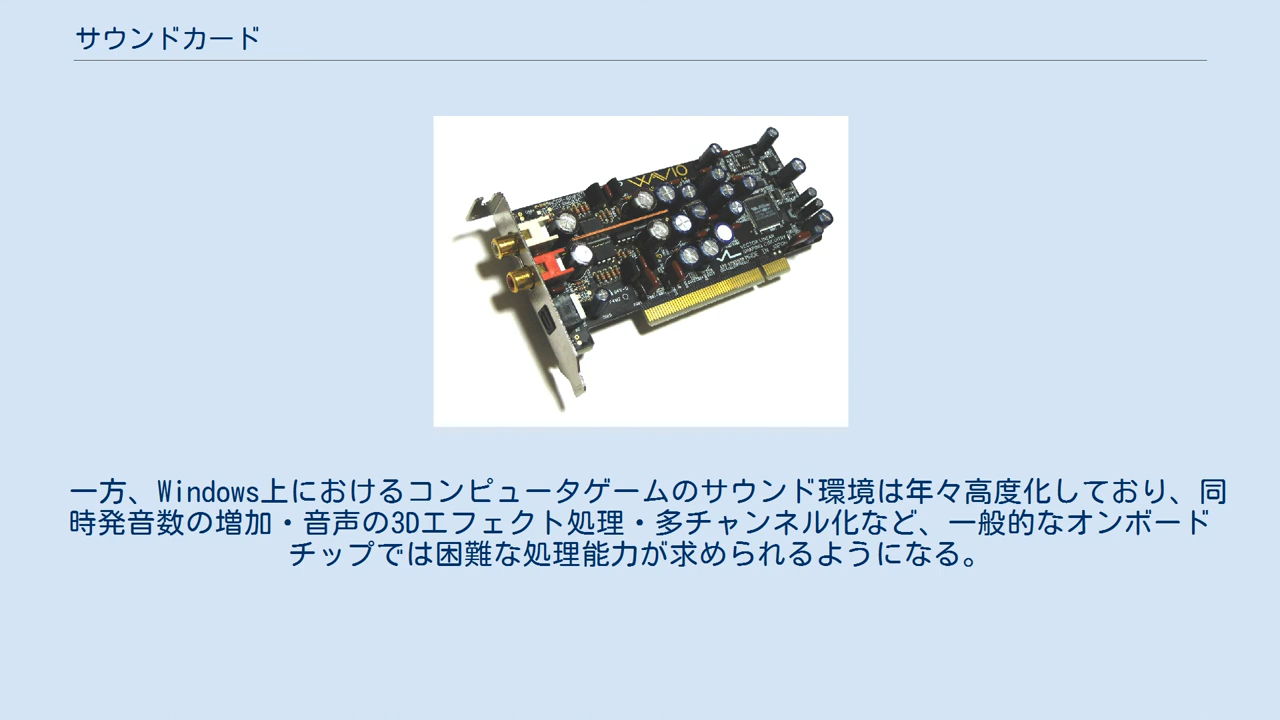 サウンドカード
WAVIO
一方、Windows上におけるコンピュータゲームのサウンド環境は年々高度化しており、同
時発音数の増加・音声の3Dエフェクト処理・多チャンネル化など、一般的なオンボード
チップでは困難な処理能力が求められるようになる。